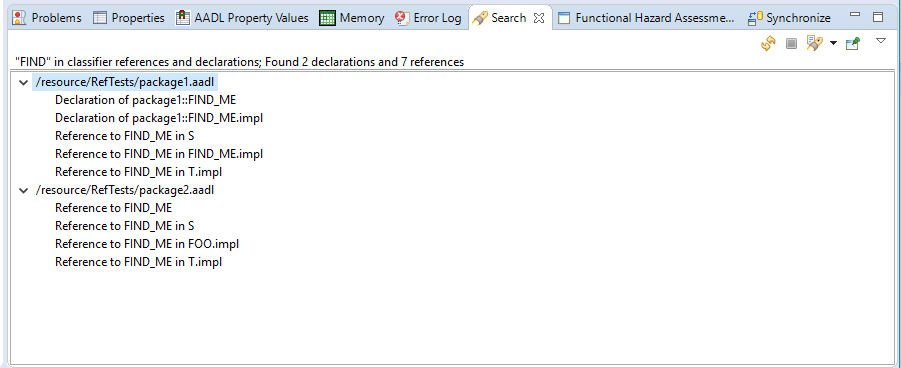 Problems Properties AADL Property Values Memory Error Log Search Functional Hazard Assessme... Synchronize
"FIND" in classifier references and declarations; Found 2 declarations and 7 references
/resource/RefTests/package1.aadl
Declaration of package1::FIND_ME
Declaration of package1::FIND_ME.impl
Reference to FIND_ME in S
Reference to FIND_ME in FIND_ME.impl
Reference to FIND_ME in T.impl
/resource/RefTests/package2.aadl
Reference to FIND_ME
Reference to FIND_ME in S
Reference to FIND_ME in FOO.impl
Reference to FIND_ME in T.impl